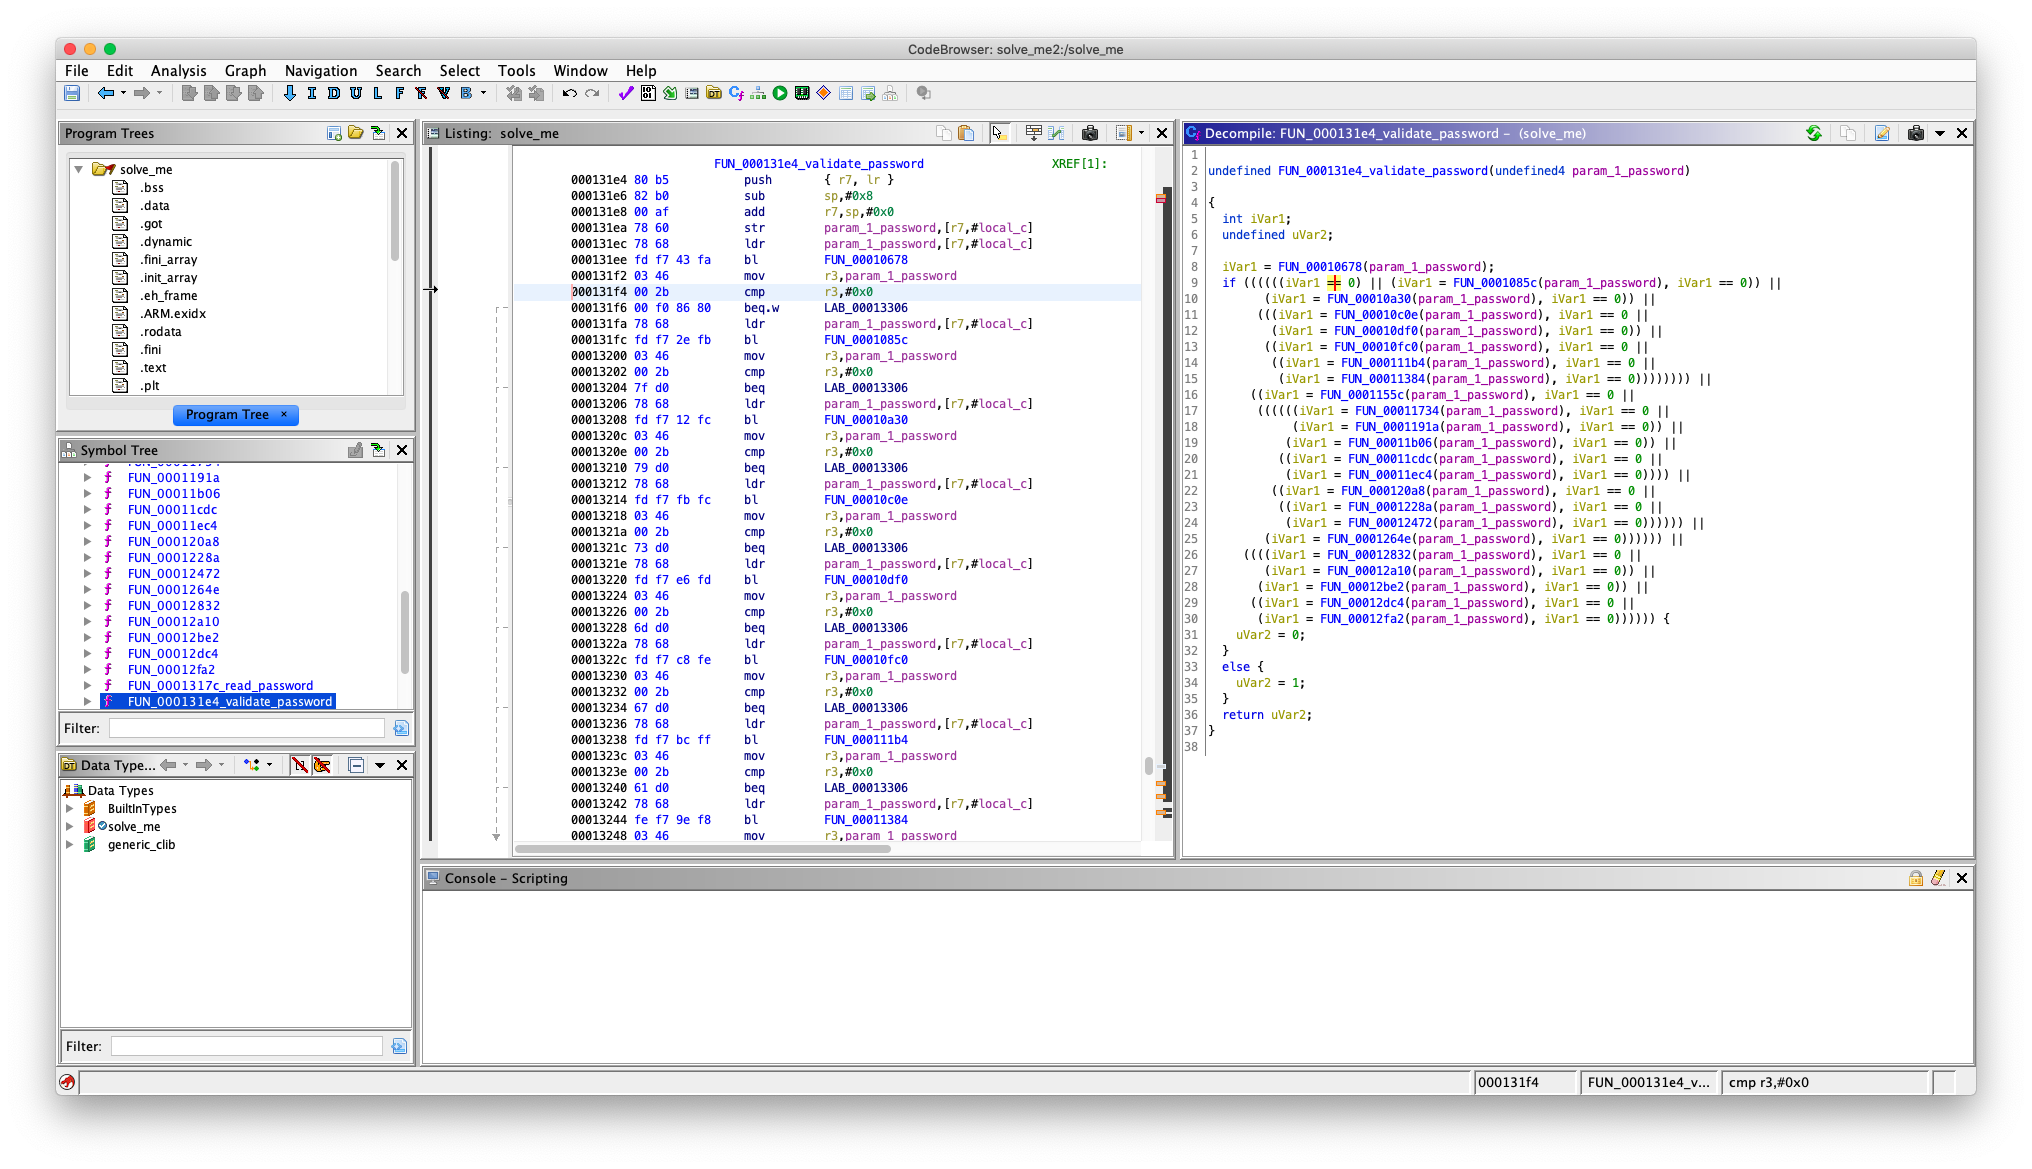 CodeBrowser: solve_me2:/solve_me
File Edit Analysis Graph Navigation Search Select Tools Window Help
I D U L F B
Program Trees
solve_me
.bss
.data
.got
.dynamic
.fini_array
.init_array
.eh_frame
.ARM.exidx
.rodata
.fini
.text
.plt
Program Tree ×
Symbol Tree
f FUN_0001191a
f FUN_00011b06
f FUN_00011cdc
f FUN_00011ec4
f FUN_000120a8
f FUN_0001228a
f FUN_00012472
f FUN_0001264e
f FUN_00012832
f FUN_00012a10
f FUN_00012be2
f FUN_00012dc4
f FUN_00012fa2
f FUN_0001317c_read_password
f FUN_000131e4_validate_password
Filter:
Data Type...
Data Types
BuiltInTypes
solve_me
generic_clib
Filter:
Listing: solve_me
FUN_000131e4_validate_password XREF[1]:
000131e4 80 b5 push { r7, lr }
000131e6 82 b0 sub sp,#0x8
000131e8 00 af add r7,sp,#0x0
000131ea 78 60 str param_1_password,[r7,#local_c]
000131ec 78 68 ldr param_1_password,[r7,#local_c]
000131ee fd f7 43 fa bl FUN_00010678
000131f2 03 46 mov r3,param_1_password
000131f4 00 2b cmp r3,#0x0
000131f6 00 f0 86 80 beq.w LAB_00013306
000131fa 78 68 ldr param_1_password,[r7,#local_c]
000131fc fd f7 2e fb bl FUN_0001085c
00013200 03 46 mov r3,param_1_password
00013202 00 2b cmp r3,#0x0
00013204 7f d0 beq LAB_00013306
00013206 78 68 ldr param_1_password,[r7,#local_c]
00013208 fd f7 12 fc bl FUN_00010a30
0001320c 03 46 mov r3,param_1_password
0001320e 00 2b cmp r3,#0x0
00013210 79 d0 beq LAB_00013306
00013212 78 68 ldr param_1_password,[r7,#local_c]
00013214 fd f7 fb fc bl FUN_00010c0e
00013218 03 46 mov r3,param_1_password
0001321a 00 2b cmp r3,#0x0
0001321c 73 d0 beq LAB_00013306
0001321e 78 68 ldr param_1_password,[r7,#local_c]
00013220 fd f7 e6 fd bl FUN_00010df0
00013224 03 46 mov r3,param_1_password
00013226 00 2b cmp r3,#0x0
00013228 6d d0 beq LAB_00013306
0001322a 78 68 ldr param_1_password,[r7,#local_c]
0001322c fd f7 c8 fe bl FUN_00010fc0
00013230 03 46 mov r3,param_1_password
00013232 00 2b cmp r3,#0x0
00013234 67 d0 beq LAB_00013306
00013236 78 68 ldr param_1_password,[r7,#local_c]
00013238 fd f7 bc ff bl FUN_000111b4
0001323c 03 46 mov r3,param_1_password
0001323e 00 2b cmp r3,#0x0
00013240 61 d0 beq LAB_00013306
00013242 78 68 ldr param_1_password,[r7,#local_c]
00013244 fe f7 9e f8 bl FUN_00011384
00013248 03 46 mov r3,param_1_password
Decompile: FUN_000131e4_validate_password - (solve_me)
1
2 undefined FUN_000131e4_validate_password(undefined4 param_1_password)
3
4 {
5 int iVar1;
6 undefined uVar2;
7
8 iVar1 = FUN_00010678(param_1_password);
9 if ((((((iVar1 == 0) || (iVar1 = FUN_0001085c(param_1_password), iVar1 == 0)) ||
10 (iVar1 = FUN_00010a30(param_1_password), iVar1 == 0)) ||
11 (((iVar1 = FUN_00010c0e(param_1_password), iVar1 == 0 ||
12 (iVar1 = FUN_00010df0(param_1_password), iVar1 == 0)) ||
13 ((iVar1 = FUN_00010fc0(param_1_password), iVar1 == 0 ||
14 ((iVar1 = FUN_000111b4(param_1_password), iVar1 == 0 ||
15 (iVar1 = FUN_00011384(param_1_password), iVar1 == 0)))))))) ||
16 ((iVar1 = FUN_0001155c(param_1_password), iVar1 == 0 ||
17 ((((((iVar1 = FUN_00011734(param_1_password), iVar1 == 0 ||
18 (iVar1 = FUN_0001191a(param_1_password), iVar1 == 0)) ||
19 (iVar1 = FUN_00011b06(param_1_password), iVar1 == 0)) ||
20 ((iVar1 = FUN_00011cdc(param_1_password), iVar1 == 0 ||
21 (iVar1 = FUN_00011ec4(param_1_password), iVar1 == 0)))) ||
22 ((iVar1 = FUN_000120a8(param_1_password), iVar1 == 0 ||
23 ((iVar1 = FUN_0001228a(param_1_password), iVar1 == 0 ||
24 (iVar1 = FUN_00012472(param_1_password), iVar1 == 0)))))) ||
25 (iVar1 = FUN_0001264e(param_1_password), iVar1 == 0)))))) ||
26 ((((iVar1 = FUN_00012832(param_1_password), iVar1 == 0 ||
27 (iVar1 = FUN_00012a10(param_1_password), iVar1 == 0)) ||
28 (iVar1 = FUN_00012be2(param_1_password), iVar1 == 0)) ||
29 ((iVar1 = FUN_00012dc4(param_1_password), iVar1 == 0 ||
30 (iVar1 = FUN_00012fa2(param_1_password), iVar1 == 0)))))) {
31 uVar2 = 0;
32 }
33 else {
34 uVar2 = 1;
35 }
36 return uVar2;
37 }
38
Console - Scripting
000131f4 FUN_000131e4_v... cmp r3,#0x0